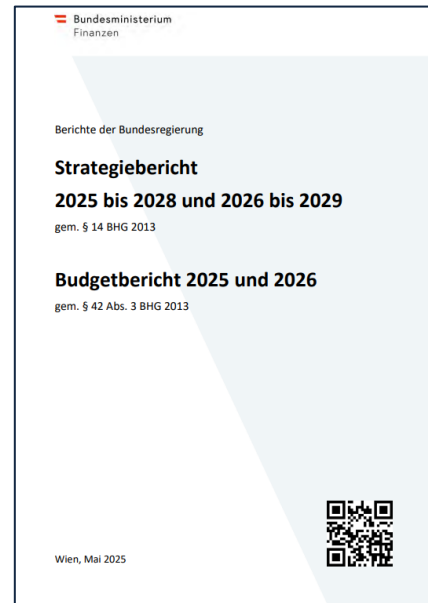 Bundesministerium
Finanzen
Berichte der Bundesregierung
Strategiebericht
2025 bis 2028 und 2026 bis 2029
gem. § 14 BHG 2013
Budgetbericht 2025 und 2026
gem. § 42 Abs. 3 BHG 2013
Wien, Mai 2025